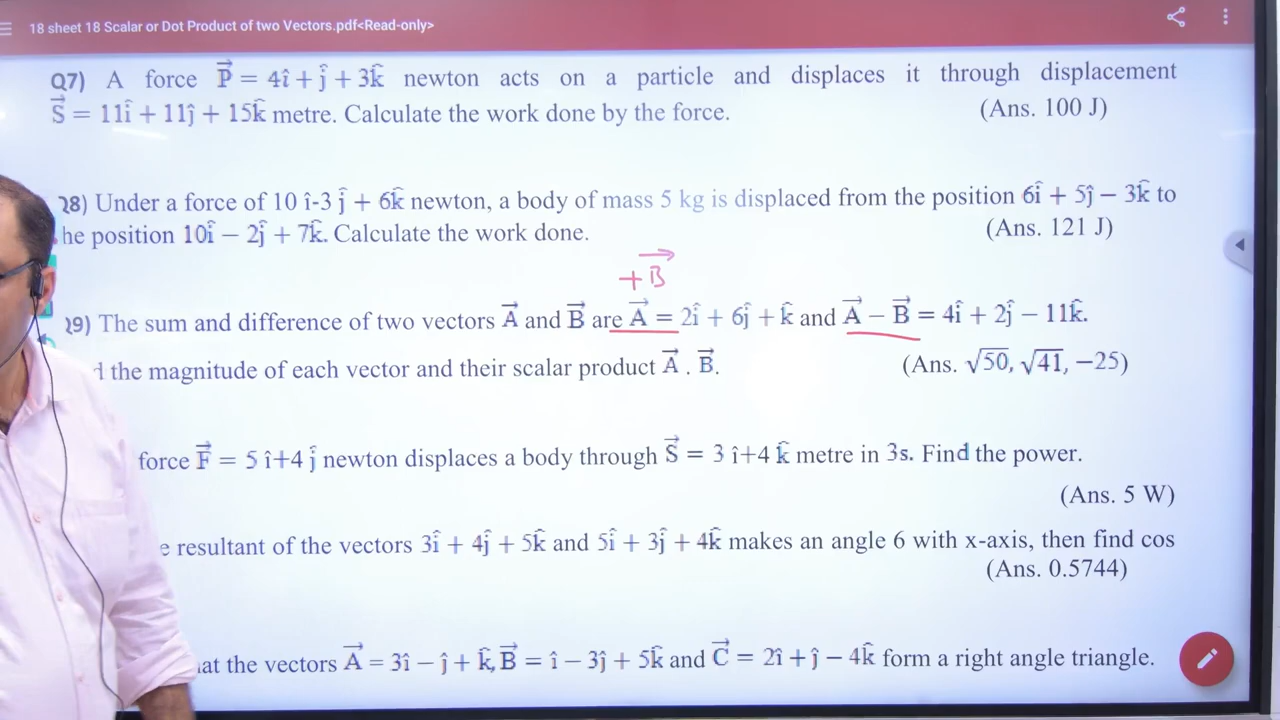 18 sheet 18 Scalar or Dot Product of two Vectors.pdf<Read-only>
Q7) A force P⃗ = 4î + ĵ + 3k̂ newton acts on a particle and displaces it through displacement
S⃗ = 11î + 11ĵ + 15k̂ metre. Calculate the work done by the force. (Ans. 100 J)
28) Under a force of 10 î-3 ĵ + 6k̂ newton, a body of mass 5 kg is displaced from the position 6î + 5ĵ − 3k̂ to
he position 10î − 2ĵ + 7k̂. Calculate the work done. (Ans. 121 J)
+B⃗
29) The sum and difference of two vectors A⃗ and B⃗ are A⃗ = 2î + 6ĵ + k̂ and A⃗ − B⃗ = 4î + 2ĵ − 11k̂.
the magnitude of each vector and their scalar product A⃗ . B⃗. (Ans. √50, √41, −25)
force F⃗ = 5 î+4 ĵ newton displaces a body through S⃗ = 3 î+4 k̂ metre in 3s. Find the power.
(Ans. 5 W)
e resultant of the vectors 3î + 4ĵ + 5k̂ and 5î + 3ĵ + 4k̂ makes an angle 6 with x-axis, then find cos
(Ans. 0.5744)
at the vectors A⃗ = 3î − ĵ + k̂, B⃗ = î − 3ĵ + 5k̂ and C⃗ = 2î + ĵ − 4k̂ form a right angle triangle.